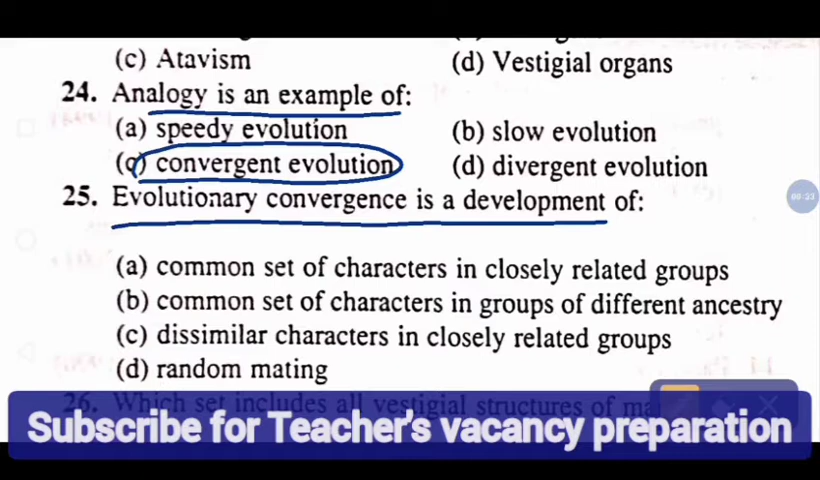 (c) Atavism (d) Vestigial organs
24. Analogy is an example of:
(a) speedy evolution (b) slow evolution
(c) convergent evolution (d) divergent evolution
25. Evolutionary convergence is a development of:
(a) common set of characters in closely related groups
(b) common set of characters in groups of different ancestry
(c) dissimilar characters in closely related groups
(d) random mating
26. Which set includes all vestigial structures of
Subscribe for Teacher's vacancy preparation